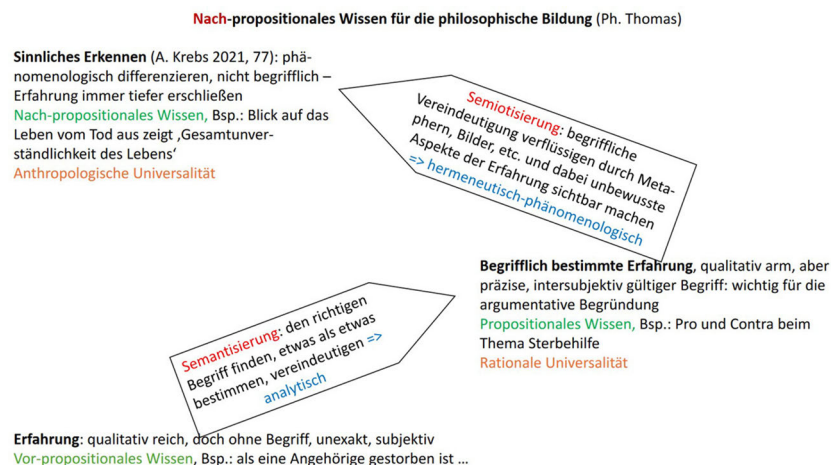 Nach-propositionales Wissen für die philosophische Bildung (Ph. Thomas)
Sinnliches Erkennen (A. Krebs 2021, 77): phä-
nomenologisch differenzieren, nicht begrifflich –
Erfahrung immer tiefer erschließen
Nach-propositionales Wissen, Bsp.: Blick auf das
Leben vom Tod aus zeigt ‚Gesamtunver-
ständlichkeit des Lebens‘
Anthropologische Universalität
Semiotisierung: begriffliche
Vereindeutigung verflüssigen durch Meta-
phern, Bilder, etc. und dabei unbewusste
Aspekte der Erfahrung sichtbar machen
=> hermeneutisch-phänomenologisch
Begrifflich bestimmte Erfahrung, qualitativ arm, aber
präzise, intersubjektiv gültiger Begriff: wichtig für die
argumentative Begründung
Propositionales Wissen, Bsp.: Pro und Contra beim
Thema Sterbehilfe
Rationale Universalität
Semantisierung: den richtigen
Begriff finden, etwas als etwas
bestimmen, vereindeutigen =>
analytisch
Erfahrung: qualitativ reich, doch ohne Begriff, unexakt, subjektiv
Vor-propositionales Wissen, Bsp.: als eine Angehörige gestorben ist ...